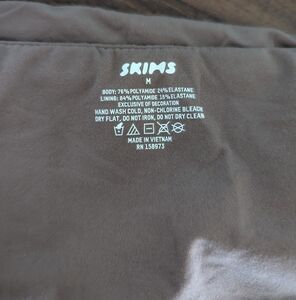 SKIMS
M
BODY: 76% POLYAMIDE 24% ELASTANE
LINING: 84% POLYAMIDE 16% ELASTANE
EXCLUSIVE OF DECORATION
HAND WASH COLD, NON-CHLORINE BLEACH
DRY FLAT, DO NOT IRON, DO NOT DRY CLEAN
MADE IN VIETNAM
RN 158973